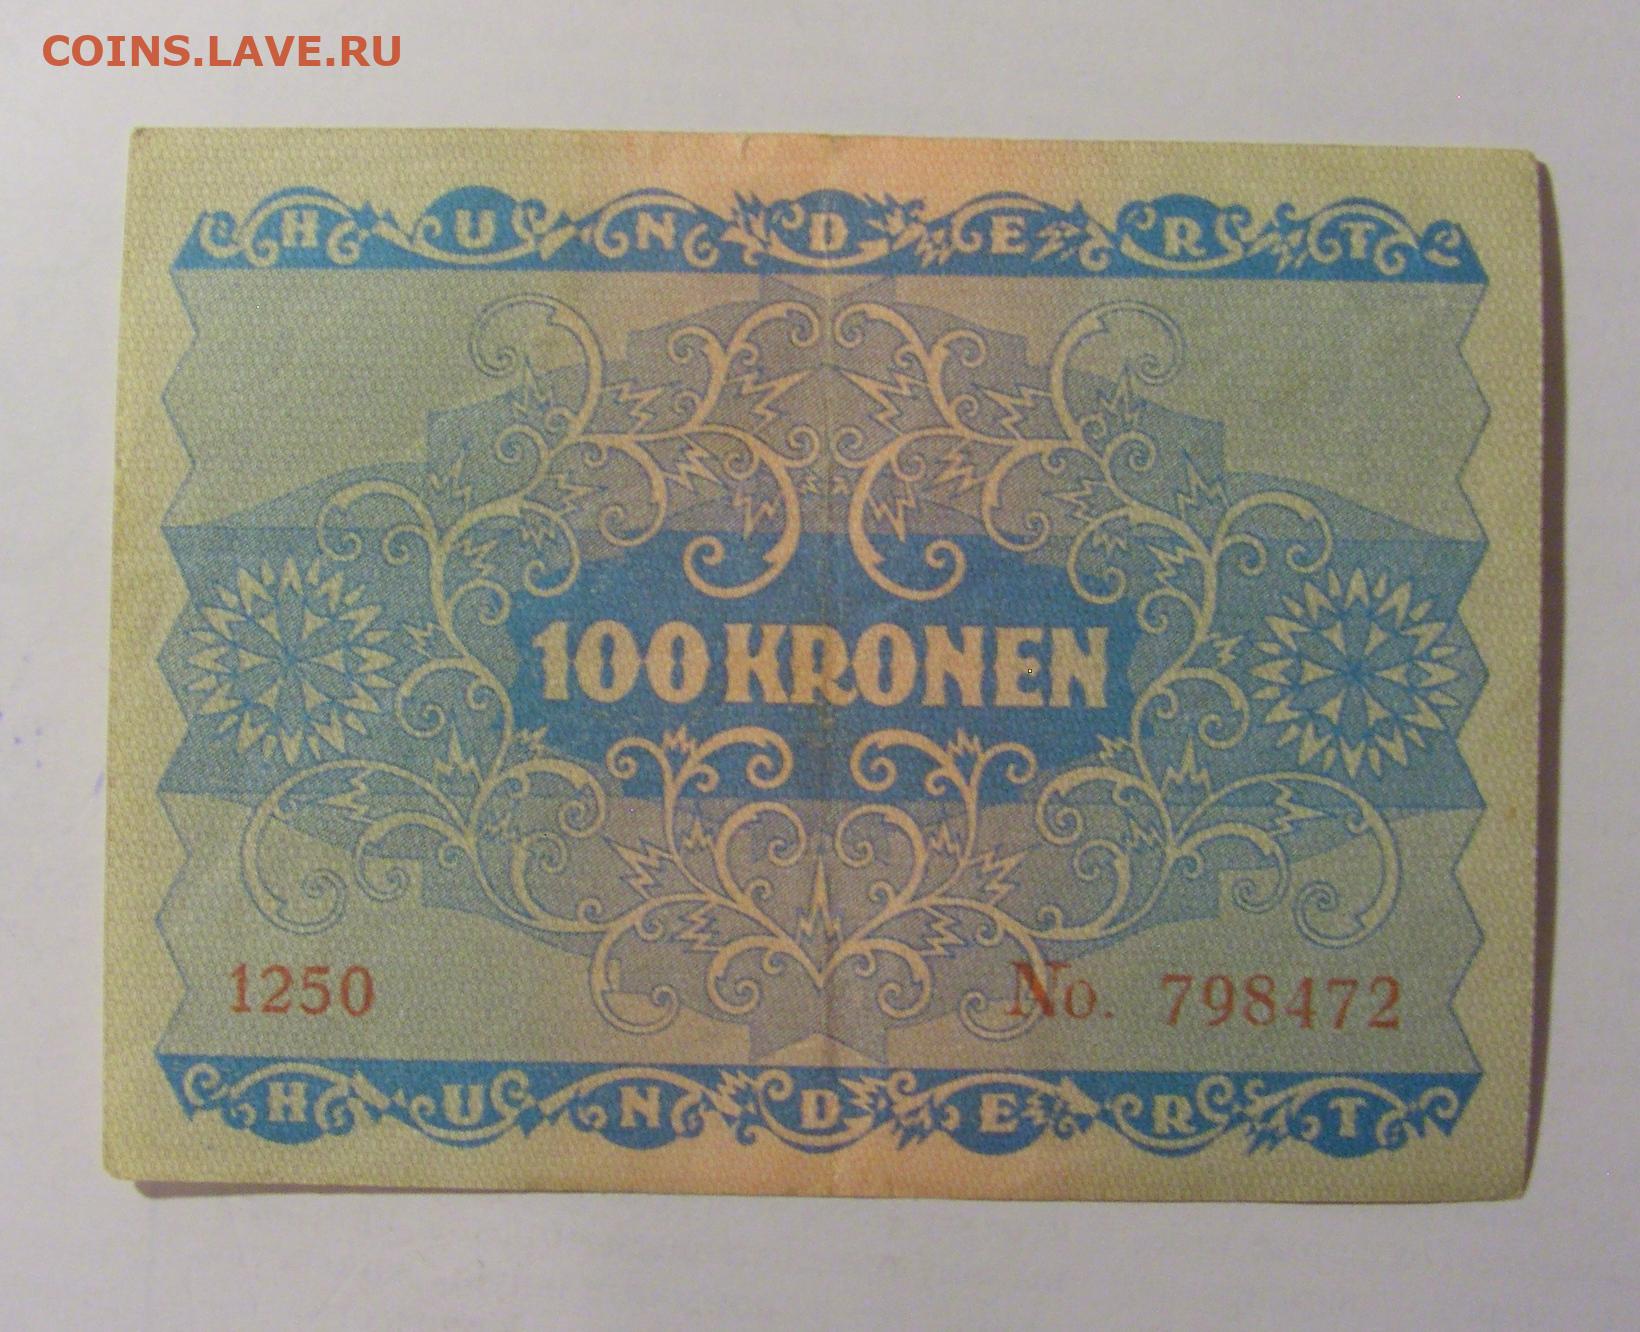 COINS.LAVE.RU
HUNDERT
100 KRONEN
1250 No. 798472
HUNDERT